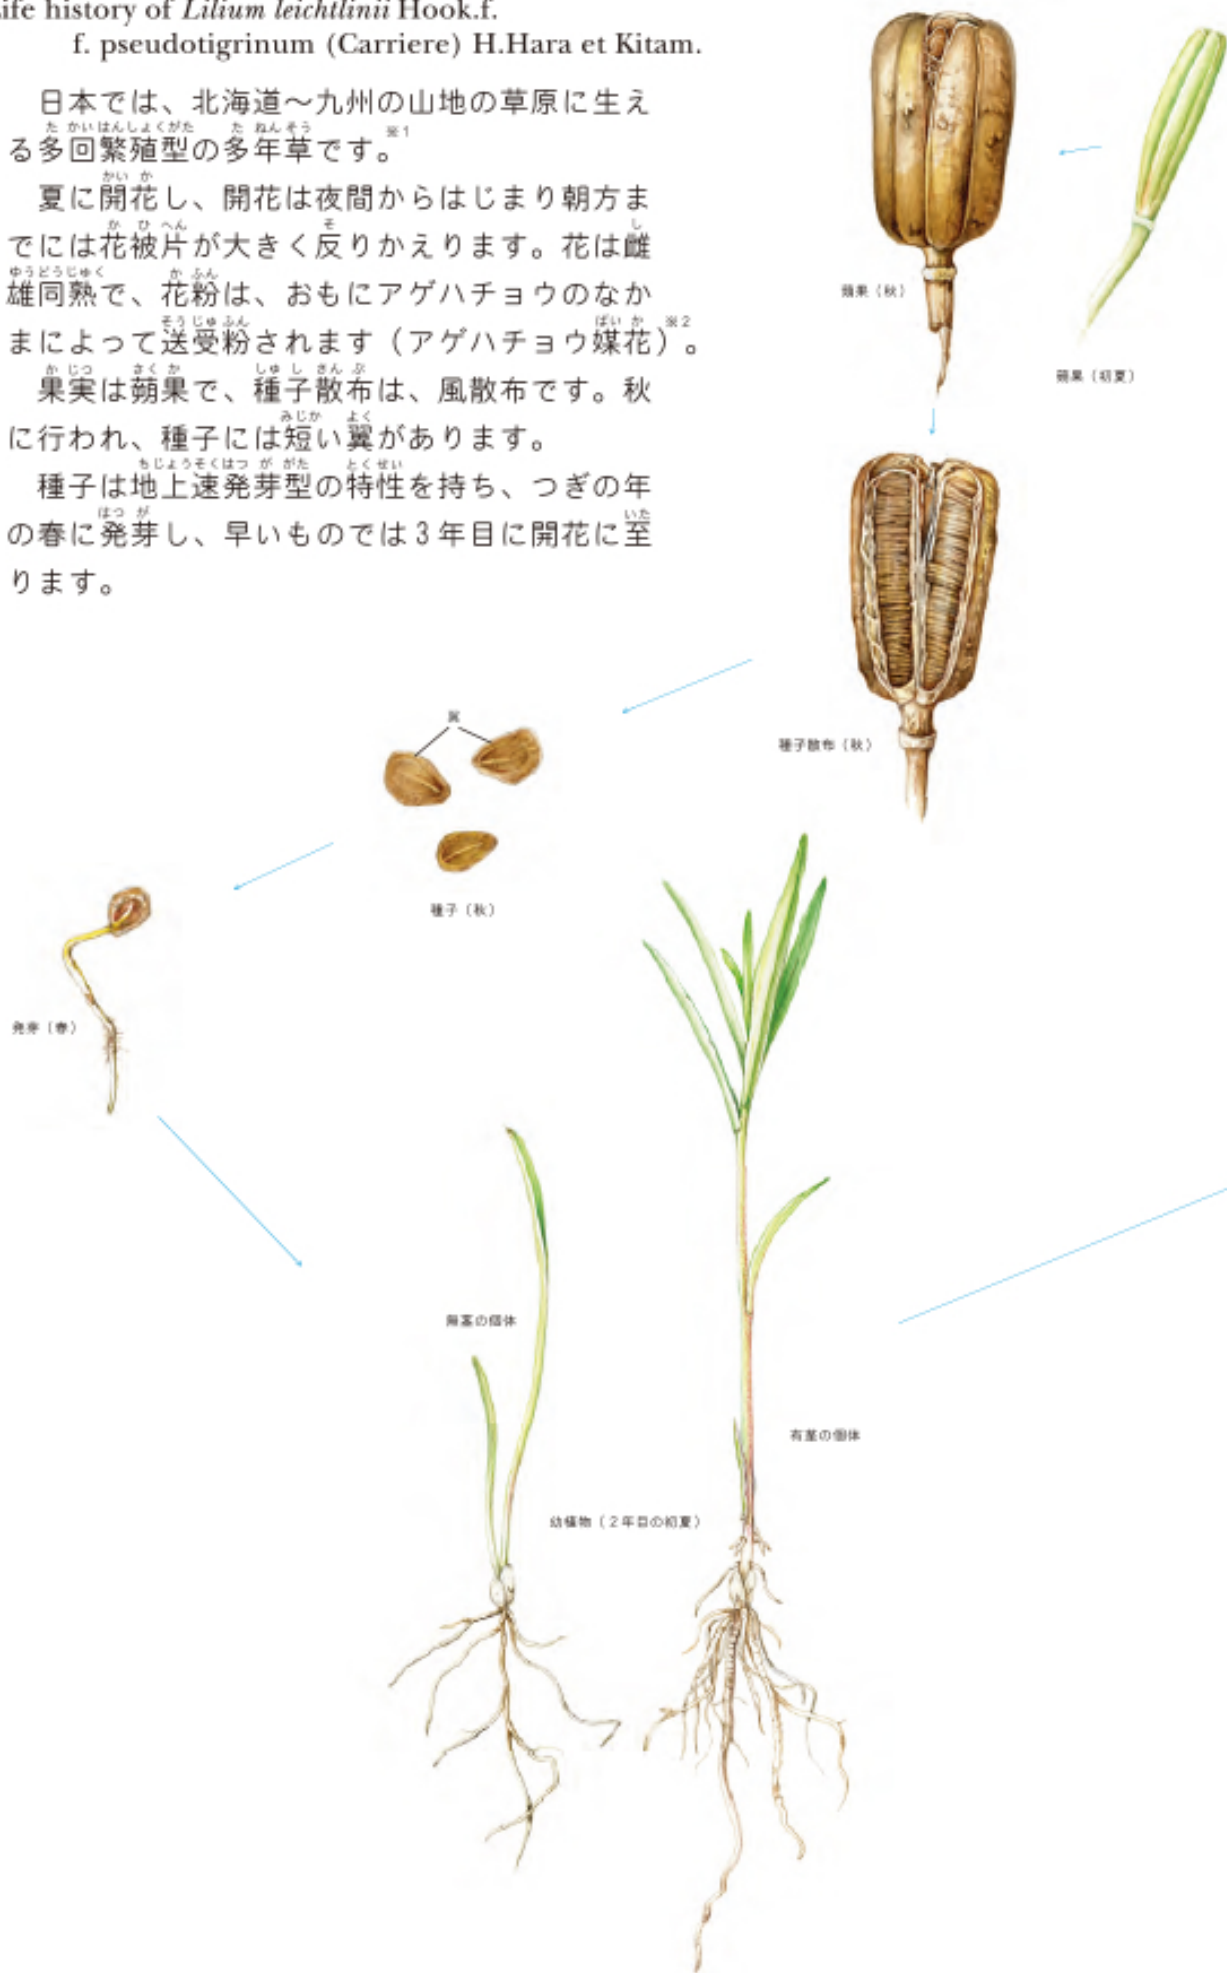 Life history of Lilium leichtlinii Hook.f.
f. pseudotigrinum (Carriere) H.Hara et Kitam.
日本では、北海道〜九州の山地の草原に生え
る多回繁殖型の多年草です。※1
夏に開花し、開花は夜間からはじまり朝方ま
でには花被片が大きく反りかえります。花は雌
雄同熟で、花粉は、おもにアゲハチョウのなか
まによって送受粉されます（アゲハチョウ媒花）※2。
果実は蒴果で、種子散布は、風散布です。秋
に行われ、種子には短い翼があります。
種子は地上速発芽型の特性を持ち、つぎの年
の春に発芽し、早いものでは3年目に開花に至
ります。
蒴果（秋）
蒴果（初夏）
種子散布（秋）
翼
種子（秋）
発芽（春）
無茎の個体
有茎の個体
幼植物（2年目の初夏）